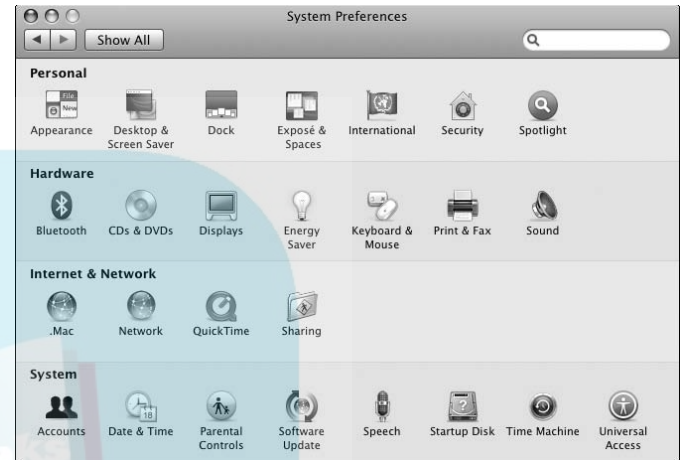 System Preferences
Show All
Personal
File
New
Appearance
Desktop &
Screen Saver
Dock
Exposé &
Spaces
International
Security
Spotlight
Hardware
Bluetooth
CDs & DVDs
Displays
Energy
Saver
Keyboard &
Mouse
Print & Fax
Sound
Internet & Network
.Mac
Network
QuickTime
Sharing
System
Accounts
18
Date & Time
Parental
Controls
Software
Update
Speech
?
Startup Disk
Time Machine
Universal
Access